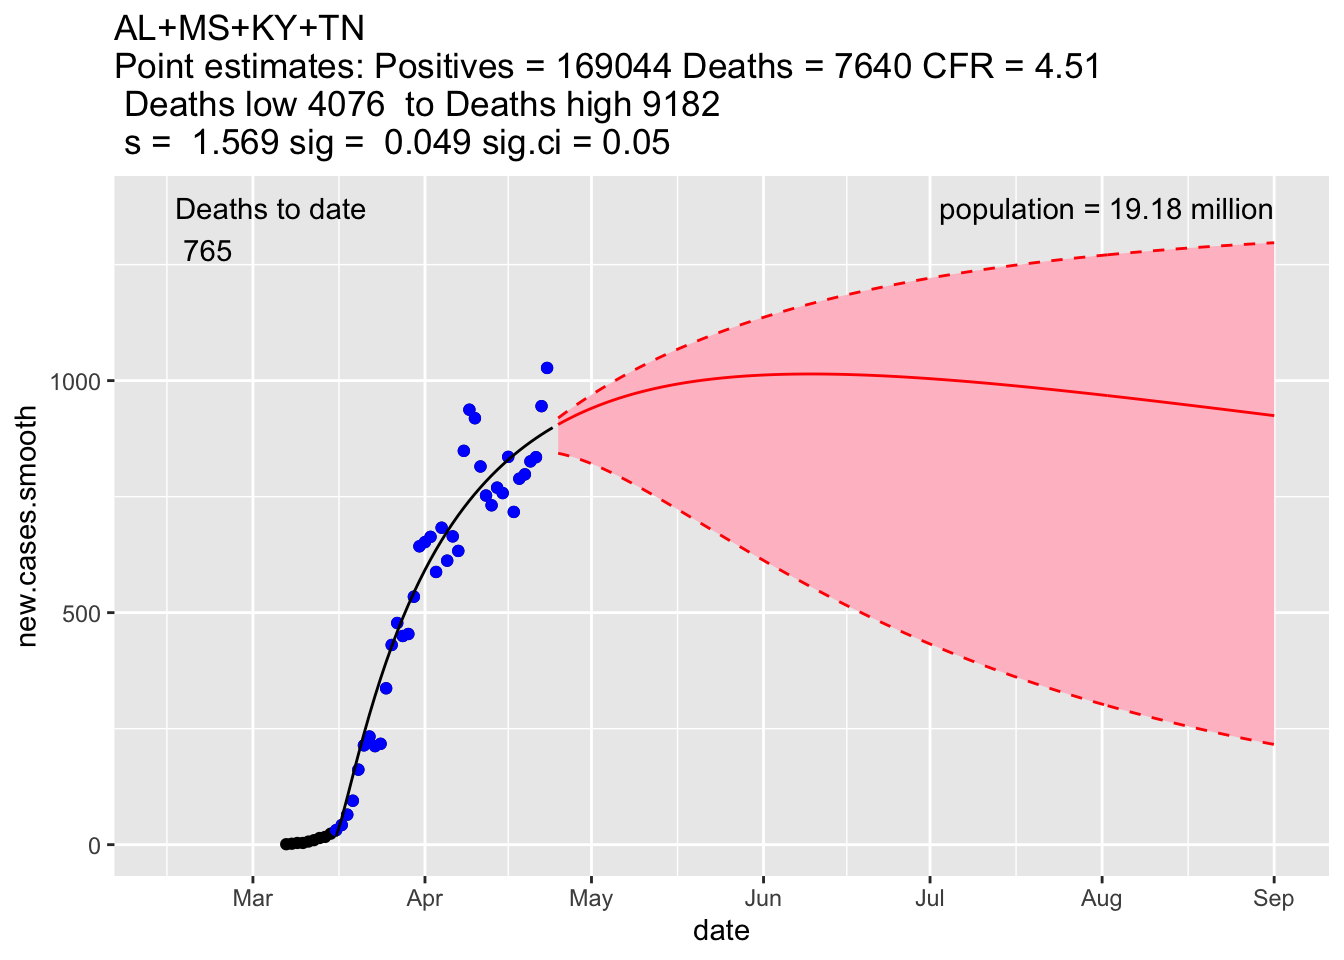 AL+MS+KY+TN
Point estimates: Positives = 169044 Deaths = 7640 CFR = 4.51
Deaths low 4076  to Deaths high 9182
s =  1.569 sig =  0.049 sig.ci = 0.05
Deaths to date
765
population = 19.18 million
new.cases.smooth
1000
500
0
Mar
Apr
May
Jun
Jul
Aug
Sep
date